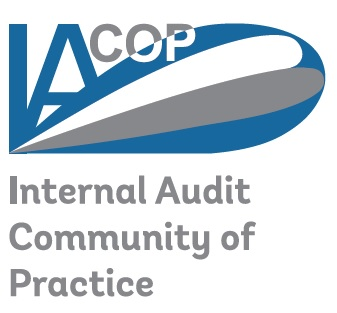 IACOP
Internal Audit
Community of
Practice